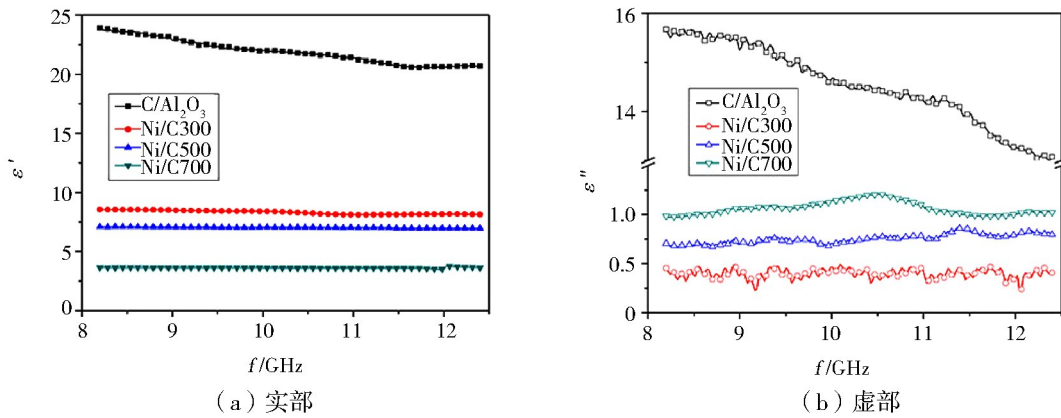 25
20
15
10
5
0
ε′
C/Al₂O₃
Ni/C300
Ni/C500
Ni/C700
8 9 10 11 12
f/GHz
(a)实部
16
14
1.0
0.5
0
ε″
C/Al₂O₃
Ni/C300
Ni/C500
Ni/C700
8 9 10 11 12
f/GHz
(b)虚部